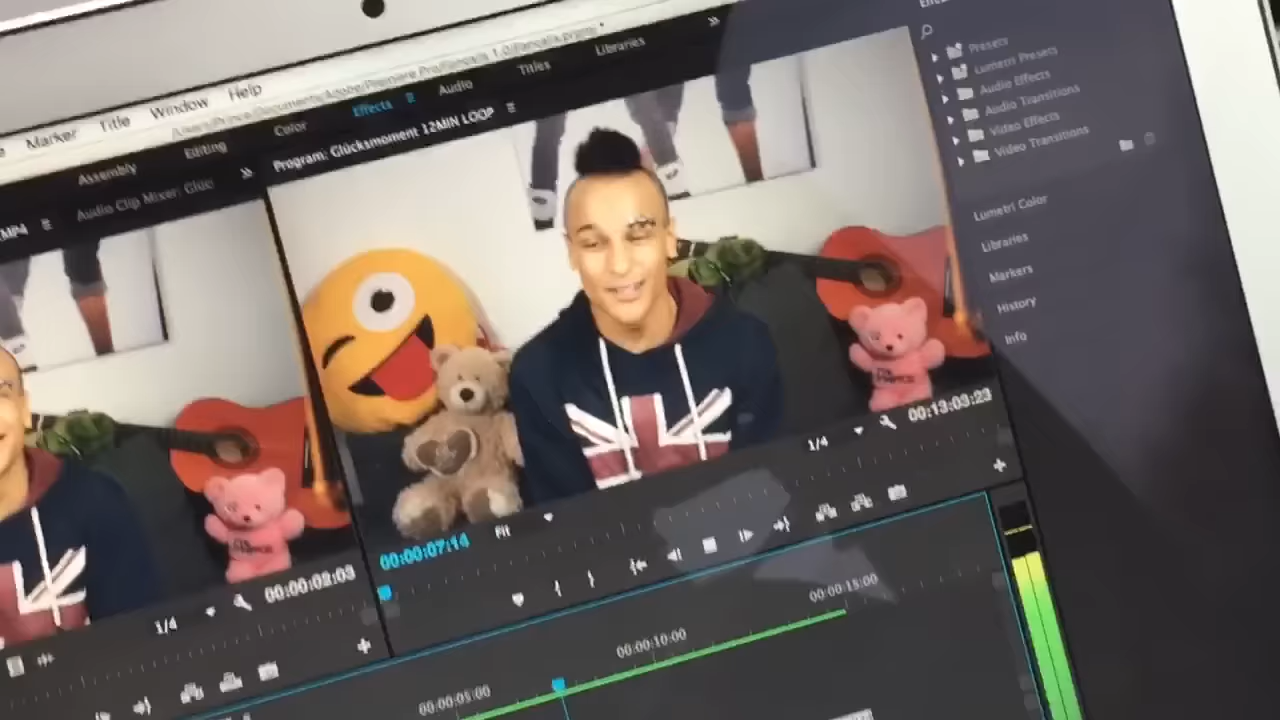 Marker Title Window Help
Assembly Editing Color Effects Audio Titles Libraries
Audio Clip Mixer: Glüc
.MP4
Program: Glücksmoment 12MIN LOOP
Presets
Lumetri Presets
Audio Effects
Audio Transitions
Video Effects
Video Transitions
Lumetri Color
Libraries
Markers
History
Info
1/4
00:00:02:03
00:00:07:14
Fit
1/4
00:13:03:23
00:00:05:00
00:00:10:00
00:00:15:00